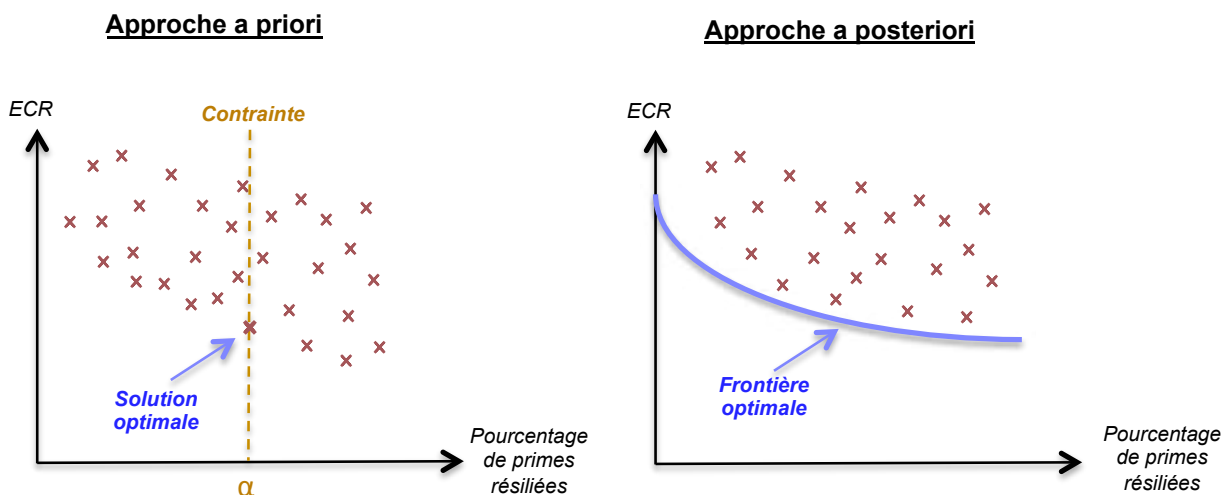 Approche a priori
ECR
Contrainte
Solution
optimale
α
Pourcentage
de primes
résiliées
Approche a posteriori
ECR
Frontière
optimale
Pourcentage
de primes
résiliées